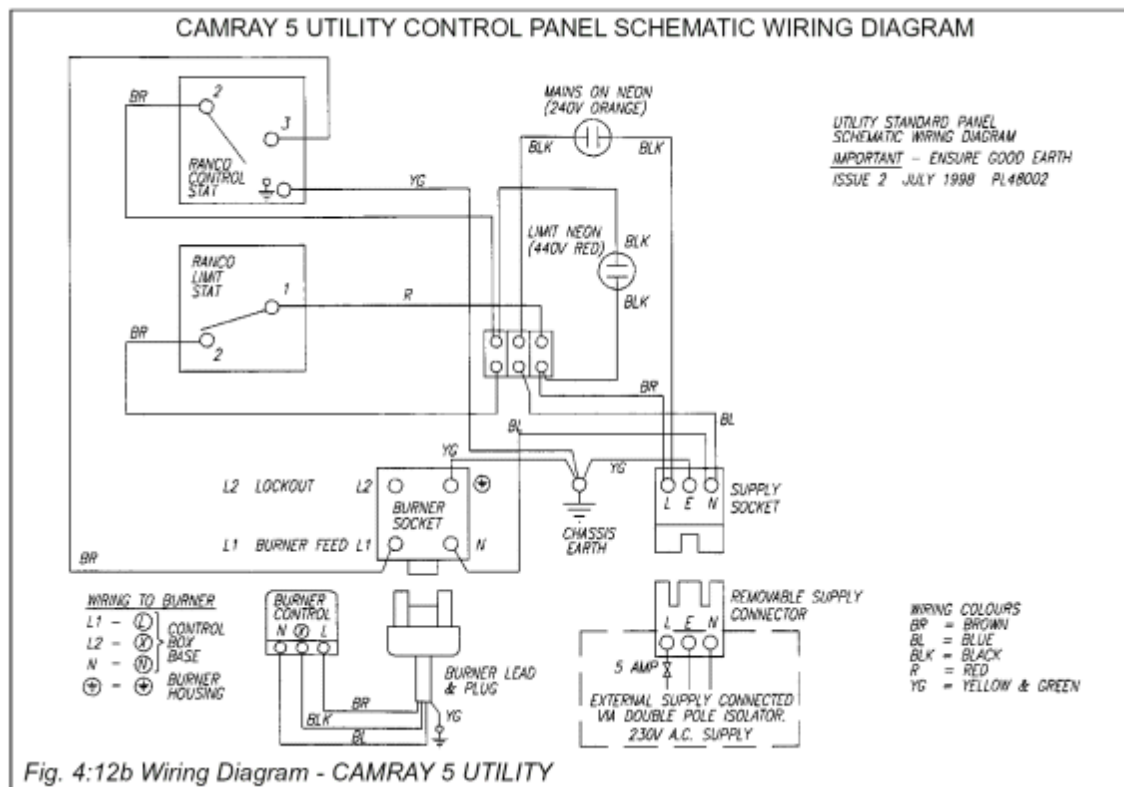 CAMRAY 5 UTILITY CONTROL PANEL SCHEMATIC WIRING DIAGRAM
BR
2
3
RANCO
CONTROL
STAT
YG
MAINS ON NEON
(240V ORANGE)
BLK
BLK
UTILITY STANDARD PANEL
SCHEMATIC WIRING DIAGRAM
IMPORTANT - ENSURE GOOD EARTH
ISSUE 2 JULY 1998 PL48002
LIMIT NEON
(440V RED)
BLK
BLK
RANCO
LIMIT
STAT
1
R
BR
2
BR
BL
BL
YG
YG
L2 LOCKOUT
L2
BURNER
SOCKET
L1 BURNER FEED
L1
N
BR
CHASSIS
EARTH
L E N
SUPPLY
SOCKET
WIRING TO BURNER
L1 - L
L2 - X
N - N
CONTROL
BOX
BASE
BURNER
HOUSING
BURNER
CONTROL
N X L
BR
BLK
BL
YG
BURNER LEAD
& PLUG
REMOVABLE SUPPLY
CONNECTOR
L E N
5 AMP
EXTERNAL SUPPLY CONNECTED
VIA DOUBLE POLE ISOLATOR.
230V A.C. SUPPLY
WIRING COLOURS
BR = BROWN
BL = BLUE
BLK = BLACK
R = RED
YG = YELLOW & GREEN
Fig. 4:12b Wiring Diagram - CAMRAY 5 UTILITY